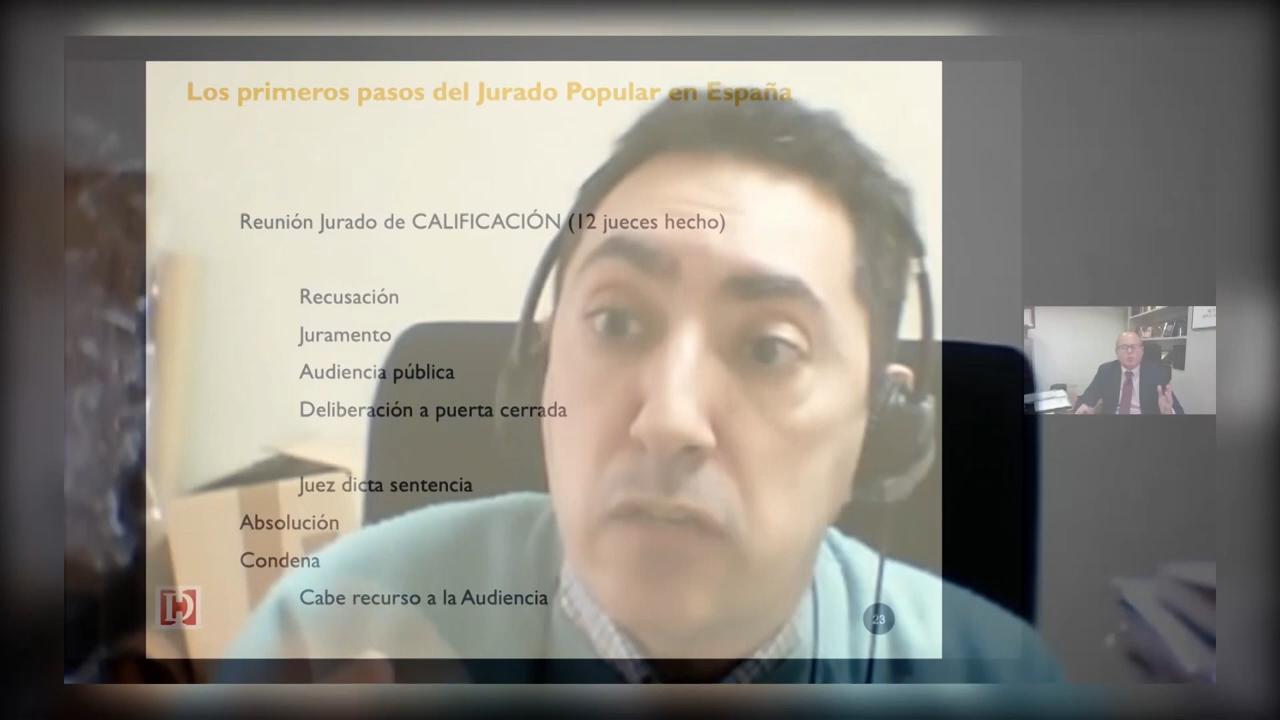 Los primeros pasos del Jurado Popular en España
Reunión Jurado de CALIFICACIÓN (12 jueces hecho)
Recusación
Juramento
Audiencia pública
Deliberación a puerta cerrada
Juez dicta sentencia
Absolución
Condena
Cabe recurso a la Audiencia
23